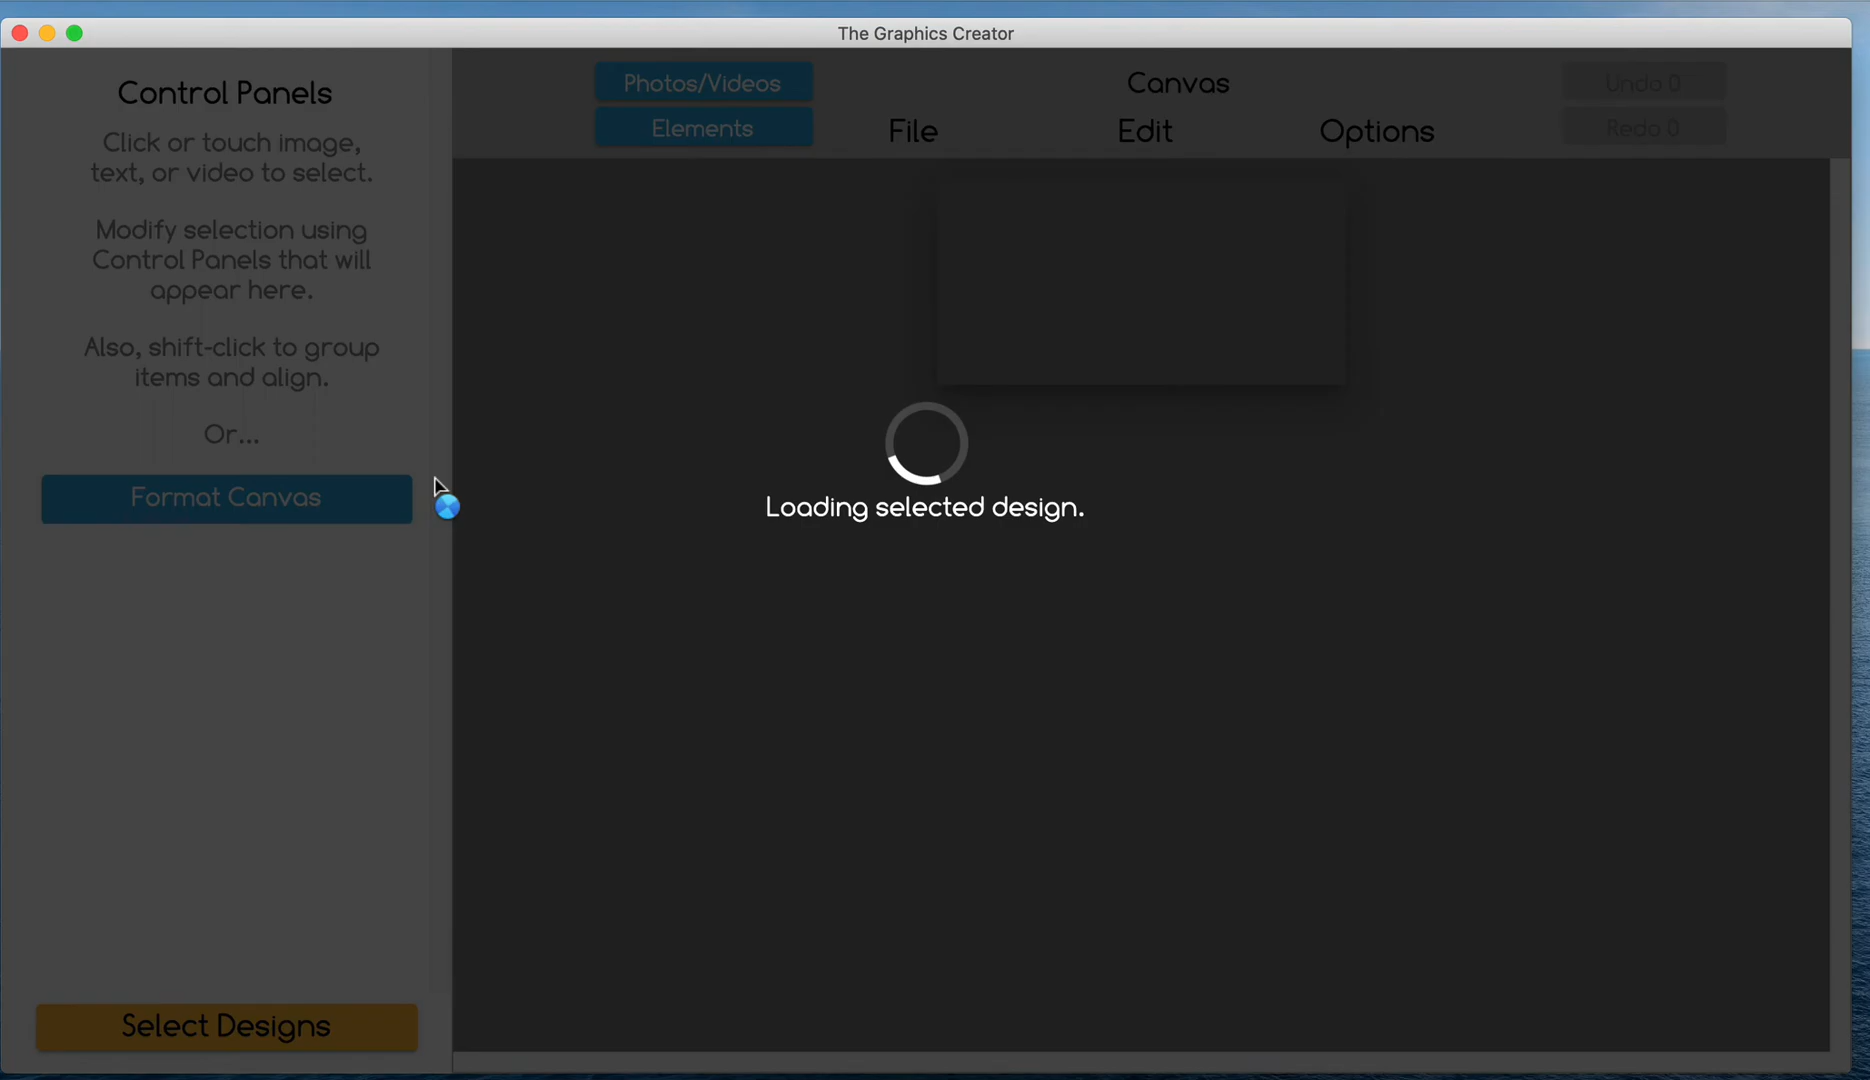 The Graphics Creator
Control Panels
Click or touch image,
text, or video to select.
Modify selection using
Control Panels that will
appear here.
Also, shift-click to group
items and align.
Or...
Format Canvas
Select Designs
Photos/Videos
Elements
Canvas
File
Edit
Options
Undo 0
Redo 0
Loading selected design.